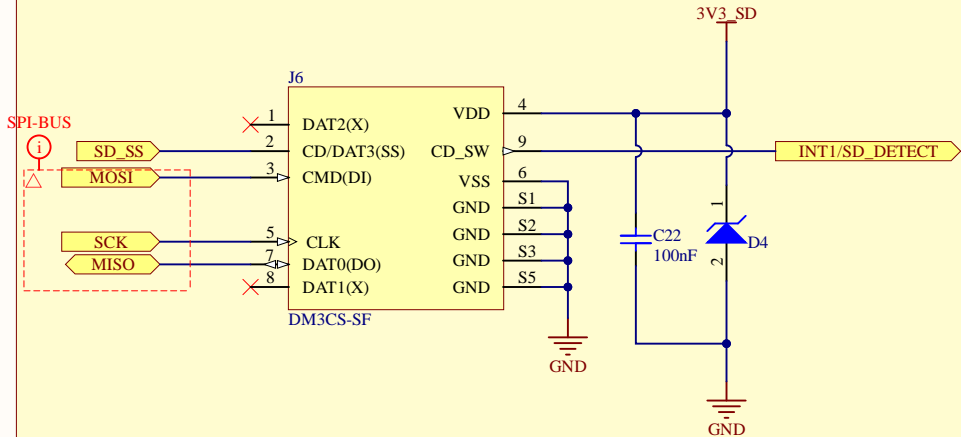 3V3_SD
J6
SPI-BUS
i
1 DAT2(X)
VDD 4
SD_SS 2 CD/DAT3(SS)
CD_SW 9 INT1/SD_DETECT
MOSI 3 CMD(DI)
VSS 6
GND S1
GND S2
SCK 5 CLK
GND S3
MISO 7 DAT0(DO)
8 DAT1(X)
GND S5
DM3CS-SF
GND
C22
100nF
1
D4
2
GND